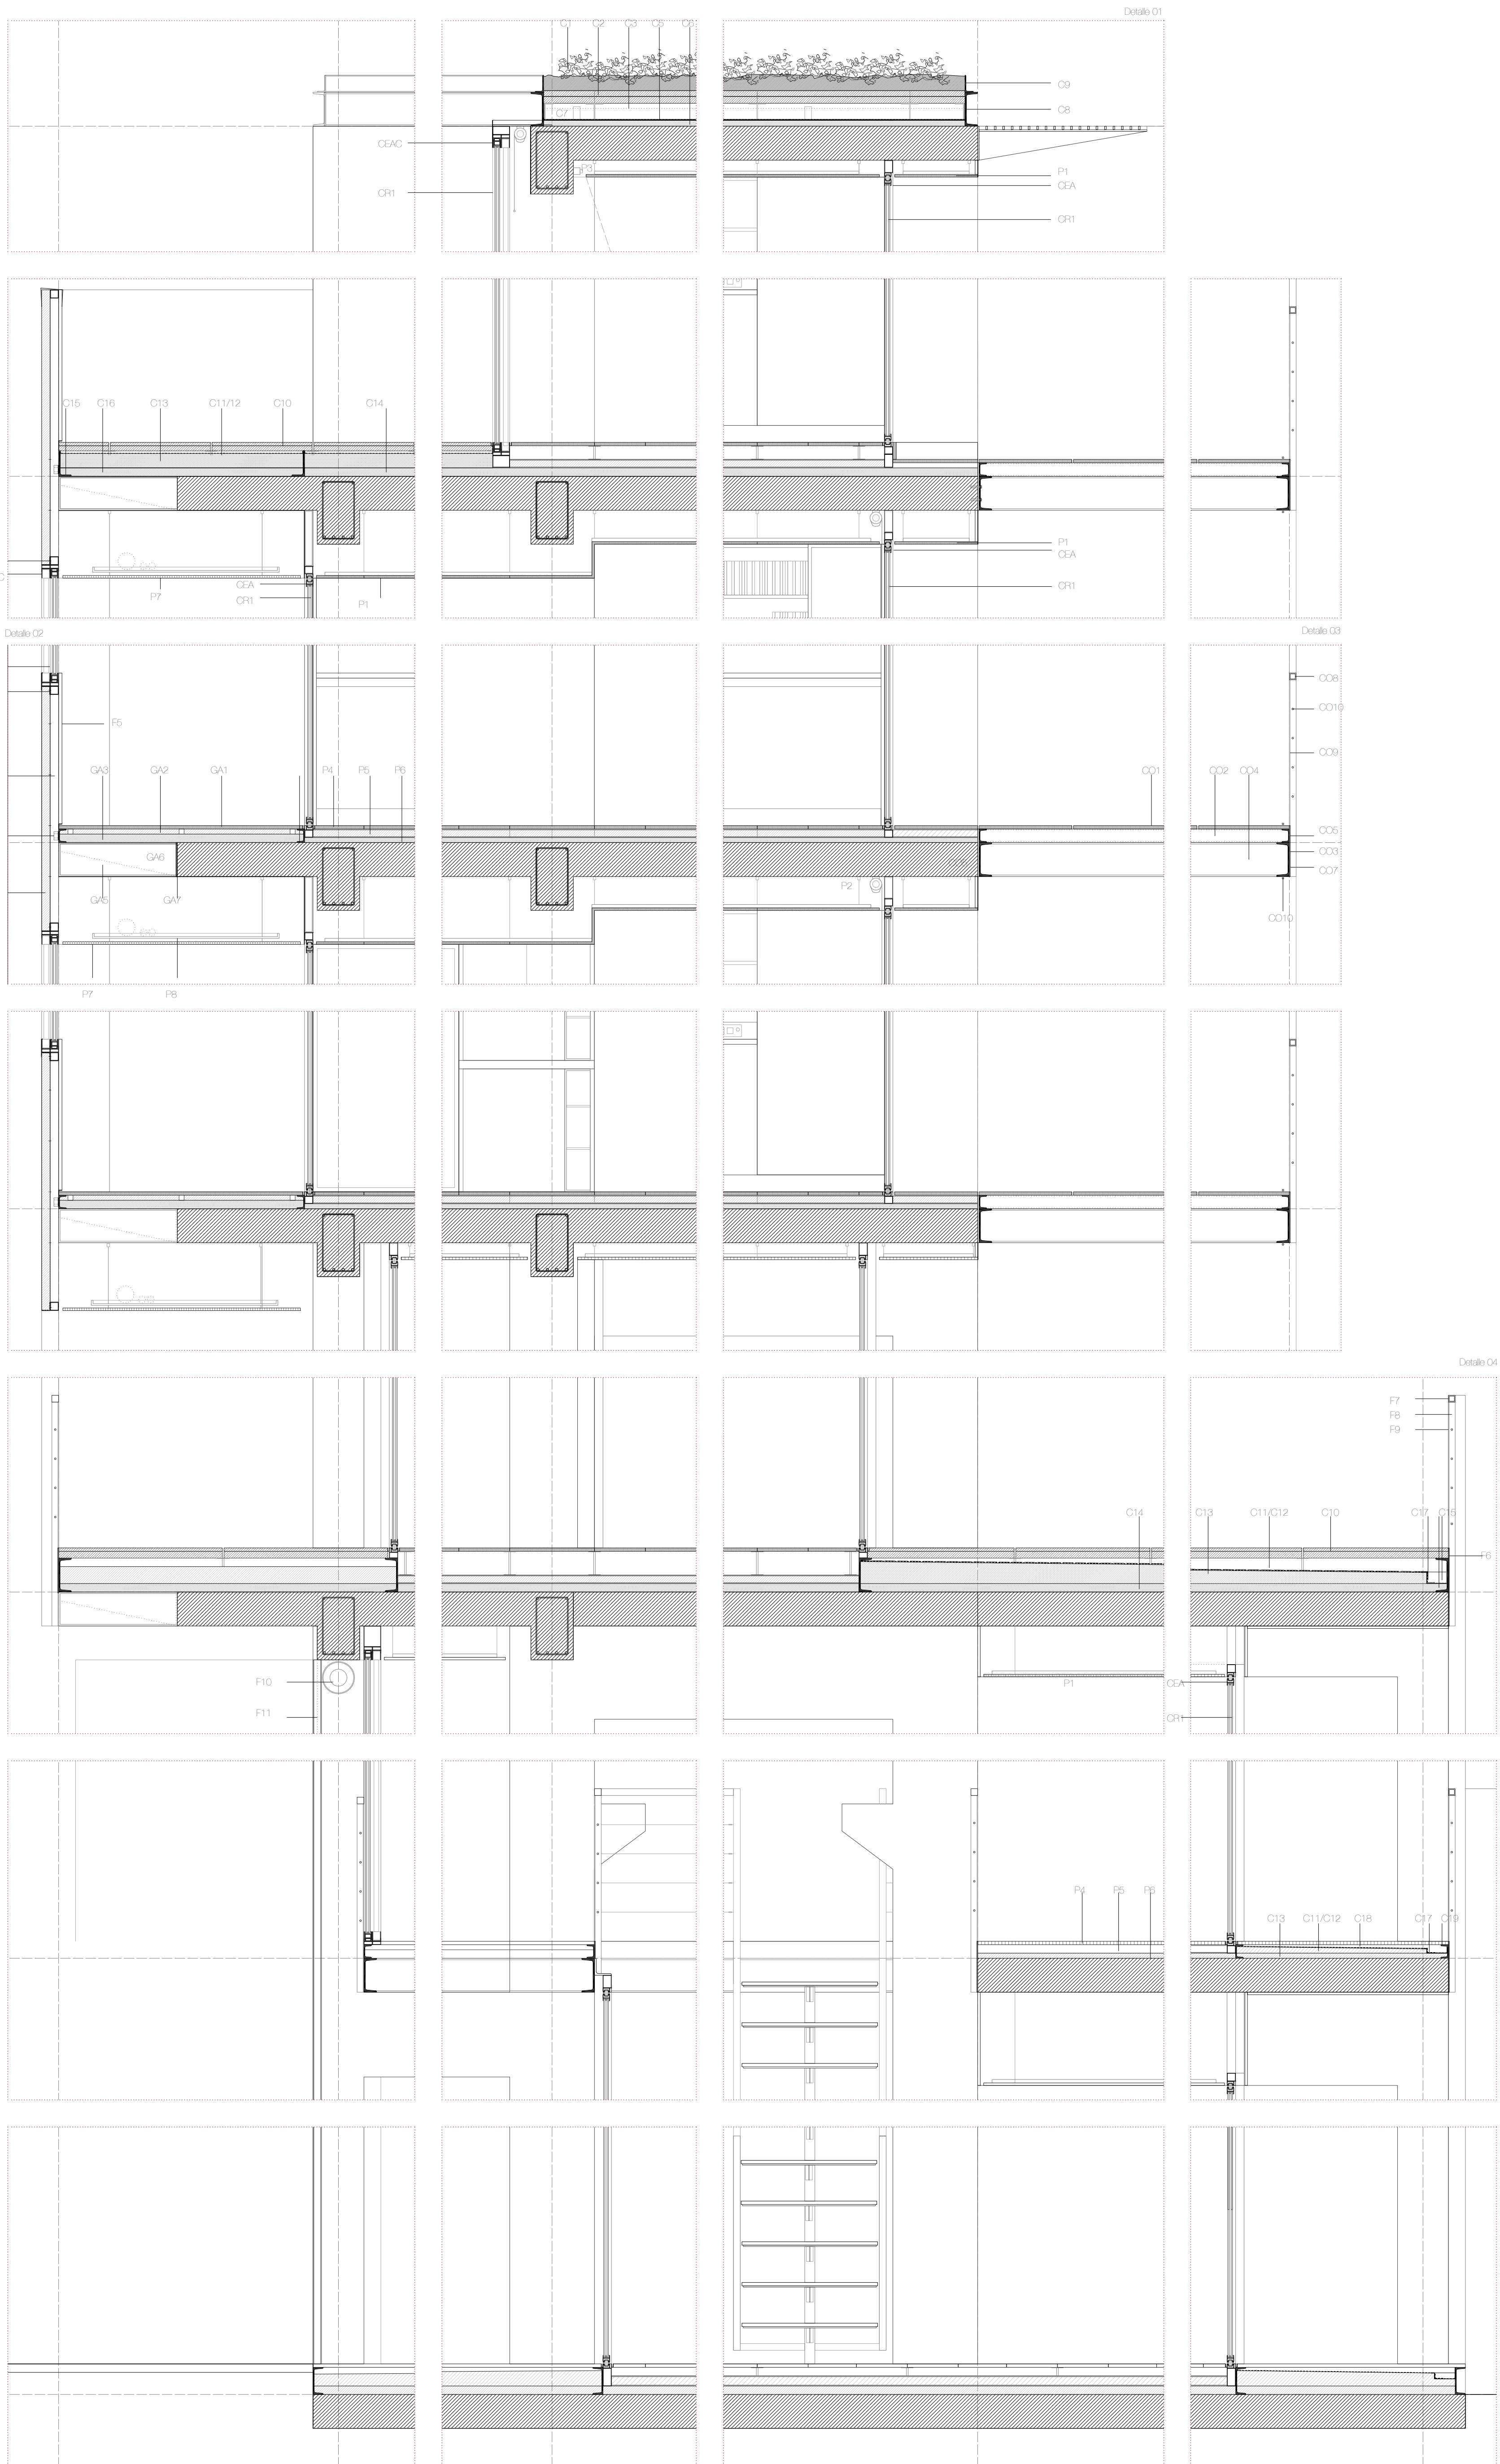 Detalle 01
C1 C2 C3 C5 C6
C9
C7 C8
CEAC
P3 P1
CEA
CR1 CR1
C15 C16 C13 C11/12 C10 C14
P1
CEA
CEA
P7 CR1 P1 CR1
Detalle 02 Detalle 03
CO8
CO10
CO9
GA3 GA2 GA1 P4 P5 P6 CO1 CO2 CO4
CO5
CO3
GA6
CO7
GA5 GA7 P2
CO10
P7 P8
Detalle 04
F7
F8
F9
C14 C13 C11/C12 C10 C17 C15
F10 P1 CEA
F11 CR1
P4 P5 P6
C13 C11/C12 C18 C17 C19